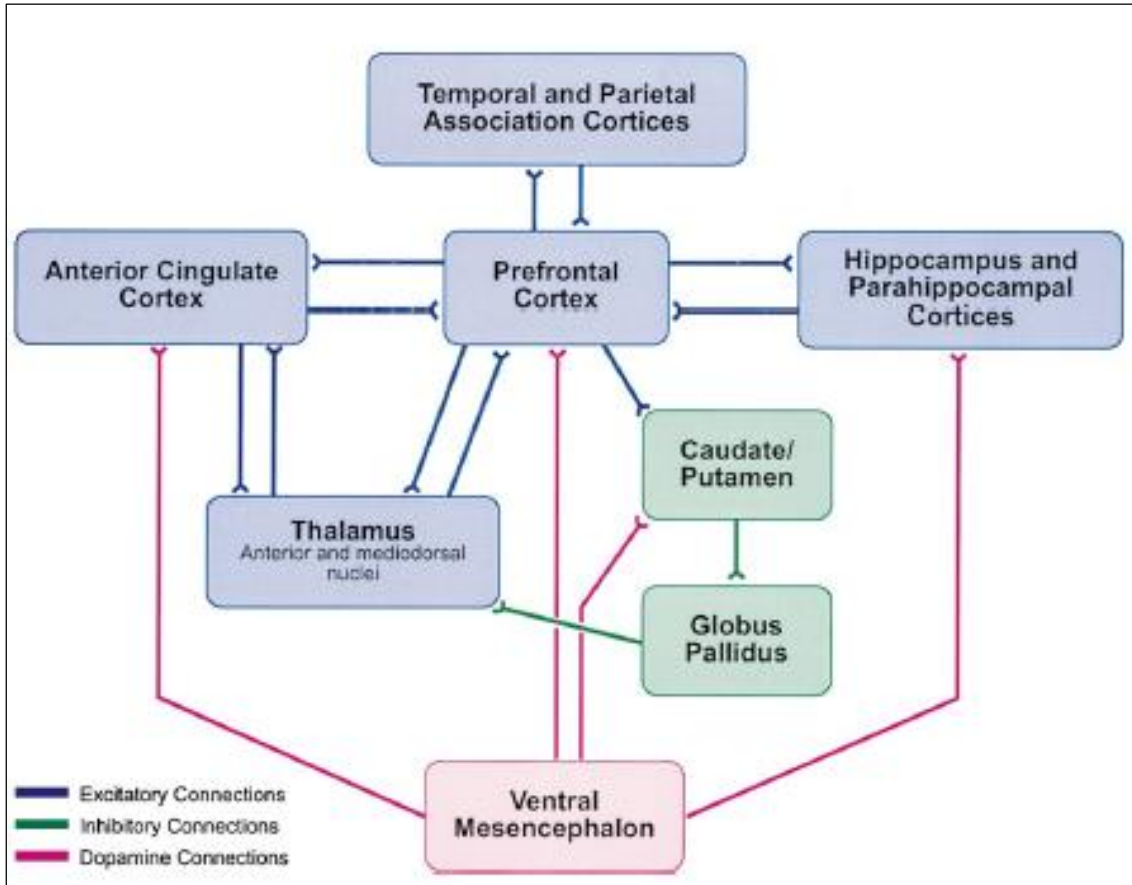 Temporal and Parietal
Association Cortices
Anterior Cingulate
Cortex
Prefrontal
Cortex
Hippocampus and
Parahippocampal
Cortices
Caudate/
Putamen
Thalamus
Anterior and mediodorsal
nuclei
Globus
Pallidus
Ventral
Mesencephalon
Excitatory Connections
Inhibitory Connections
Dopamine Connections